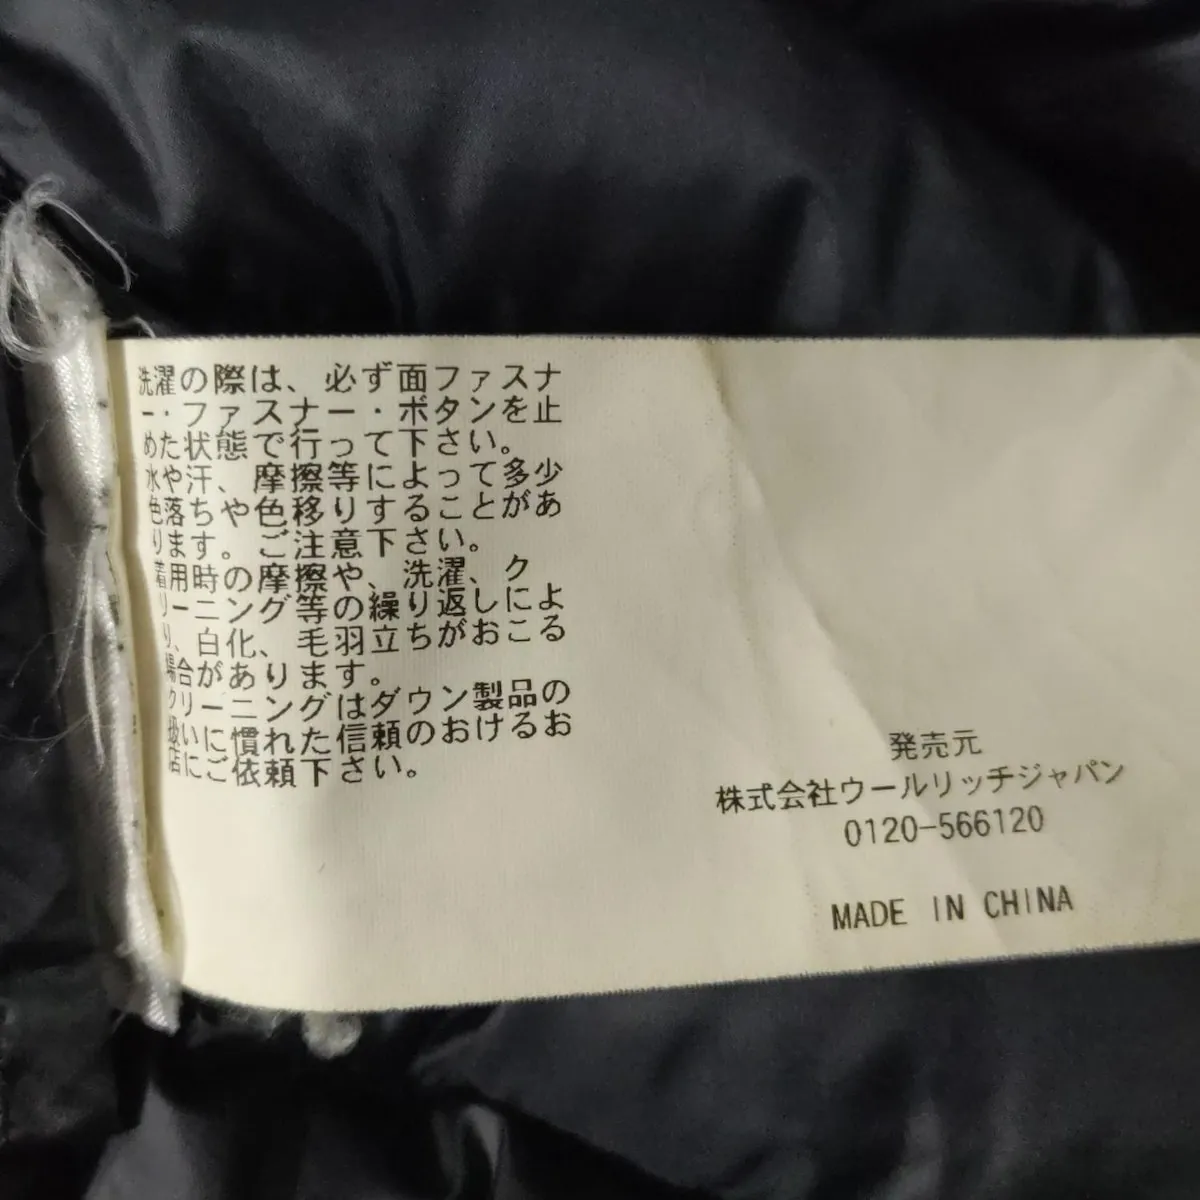 洗濯の際は、必ず面ファスナ
ー・ファスナー・ボタンを止
めた状態で行って下さい。
水や汗、摩擦等によって多少
色落ちや色移りすることがあ
ります。ご注意下さい。
着用時の摩擦や、洗濯、ク
リーニング等の繰り返しによ
り、白化、毛羽立ちがおこる
場合があります。
クリーニングはダウン製品の
扱いに慣れた信頼のおけるお
店にご依頼下さい。
発売元
株式会社ウールリッチジャパン
0120-566120
MADE IN CHINA